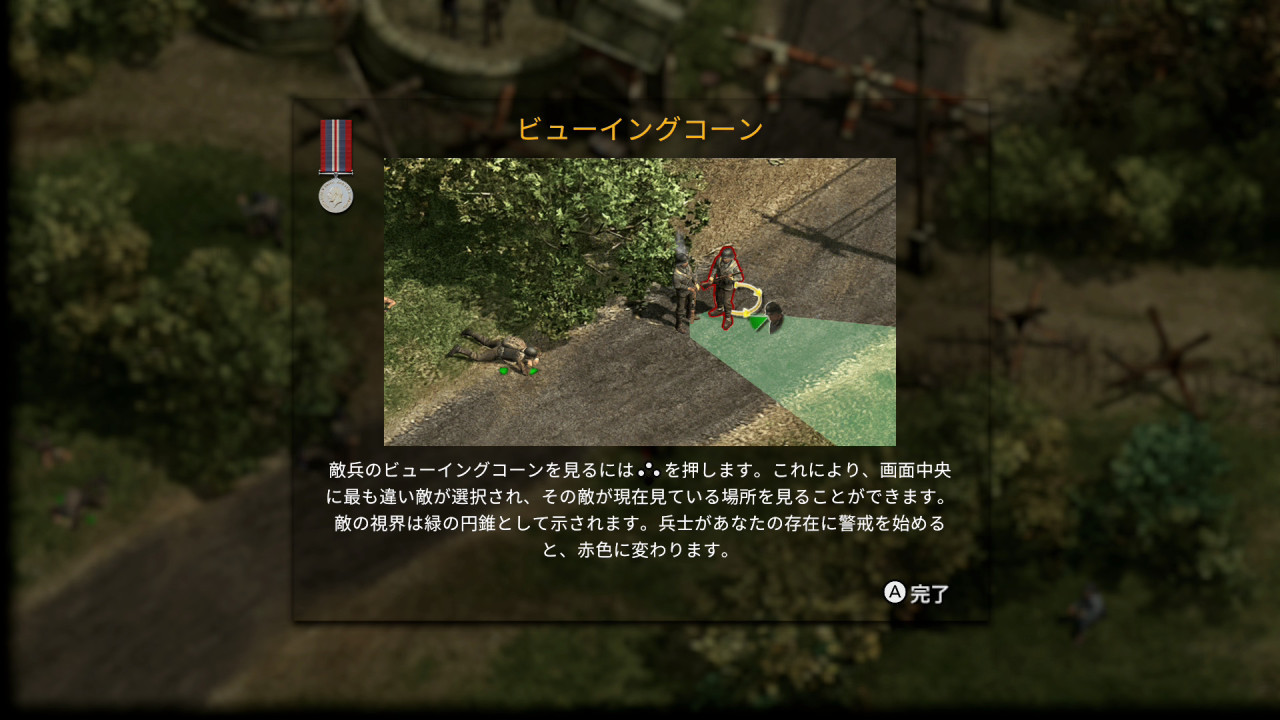 ビューイングコーン
敵兵のビューイングコーンを見るにはを押します。これにより、画面中央
に最も違い敵が選択され、その敵が現在見ている場所を見ることができます。
敵の視界は緑の円錐として示されます。兵士があなたの存在に警戒を始める
と、赤色に変わります。
A 完了